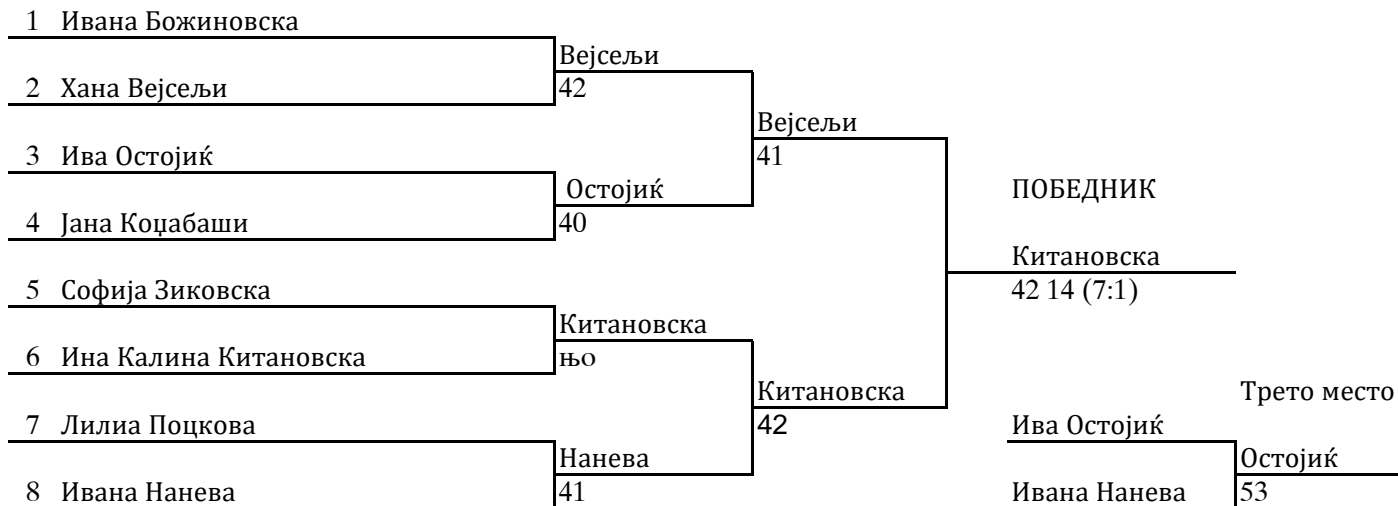 1 Ивана Божиновска
Вејсељи
2 Хана Вејсељи
42
Вејсељи
3 Ива Остојиќ
41
Остојиќ
ПОБЕДНИК
4 Јана Коџабаши
40
Китановска
5 Софија Зиковска
42 14 (7:1)
Китановска
6 Ина Калина Китановска
њо
Китановска
Трето место
7 Лилиа Поцкова
42
Ива Остојиќ
Нанева
Остојиќ
8 Ивана Нанева
41
Ивана Нанева
53